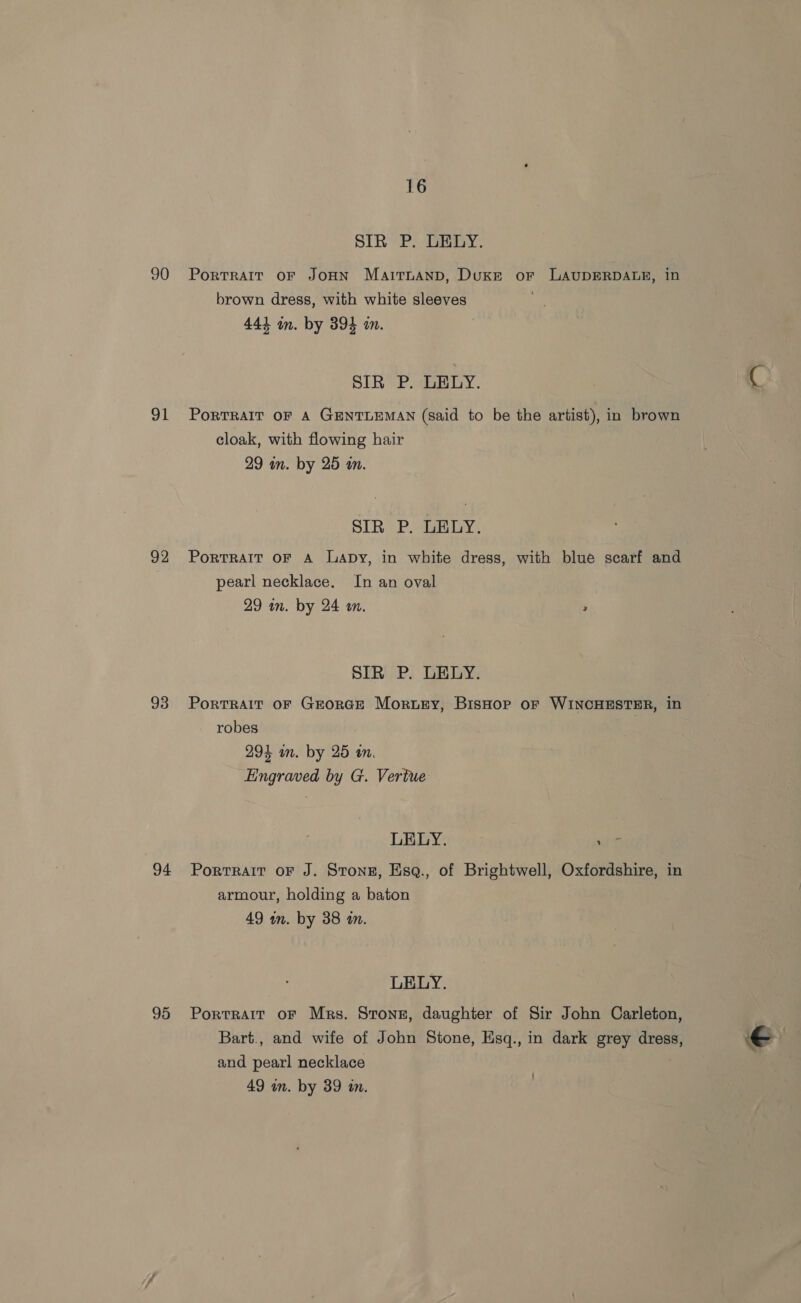 16
SIR P. LELY.
90 PORTRAIT OF JOHN MAITLAND, DUKE OF LAUDERDALE, in
brown dress, with white sleeves
44½ in. by 39½ in.
SIR P. LELY.
91 PORTRAIT OF A GENTLEMAN (said to be the artist), in brown
cloak, with flowing hair
29 in. by 25 in.
SIR P. LELY.
92 PORTRAIT OF A LADY, in white dress, with blue scarf and
pearl necklace. In an oval
29 in. by 24 in.
SIR P. LELY.
93 PORTRAIT OF GEORGE MORLEY, BISHOP OF WINCHESTER, in
robes
29½ in. by 25 in.
Engraved by G. Vertue
LELY.
94 PORTRAIT OF J. STONE, ESQ., of Brightwell, Oxfordshire, in
armour, holding a baton
49 in. by 38 in.
LELY.
95 PORTRAIT OF MRS. STONE, daughter of Sir John Carleton,
Bart., and wife of John Stone, Esq., in dark grey dress,
and pearl necklace
49 in. by 39 in.